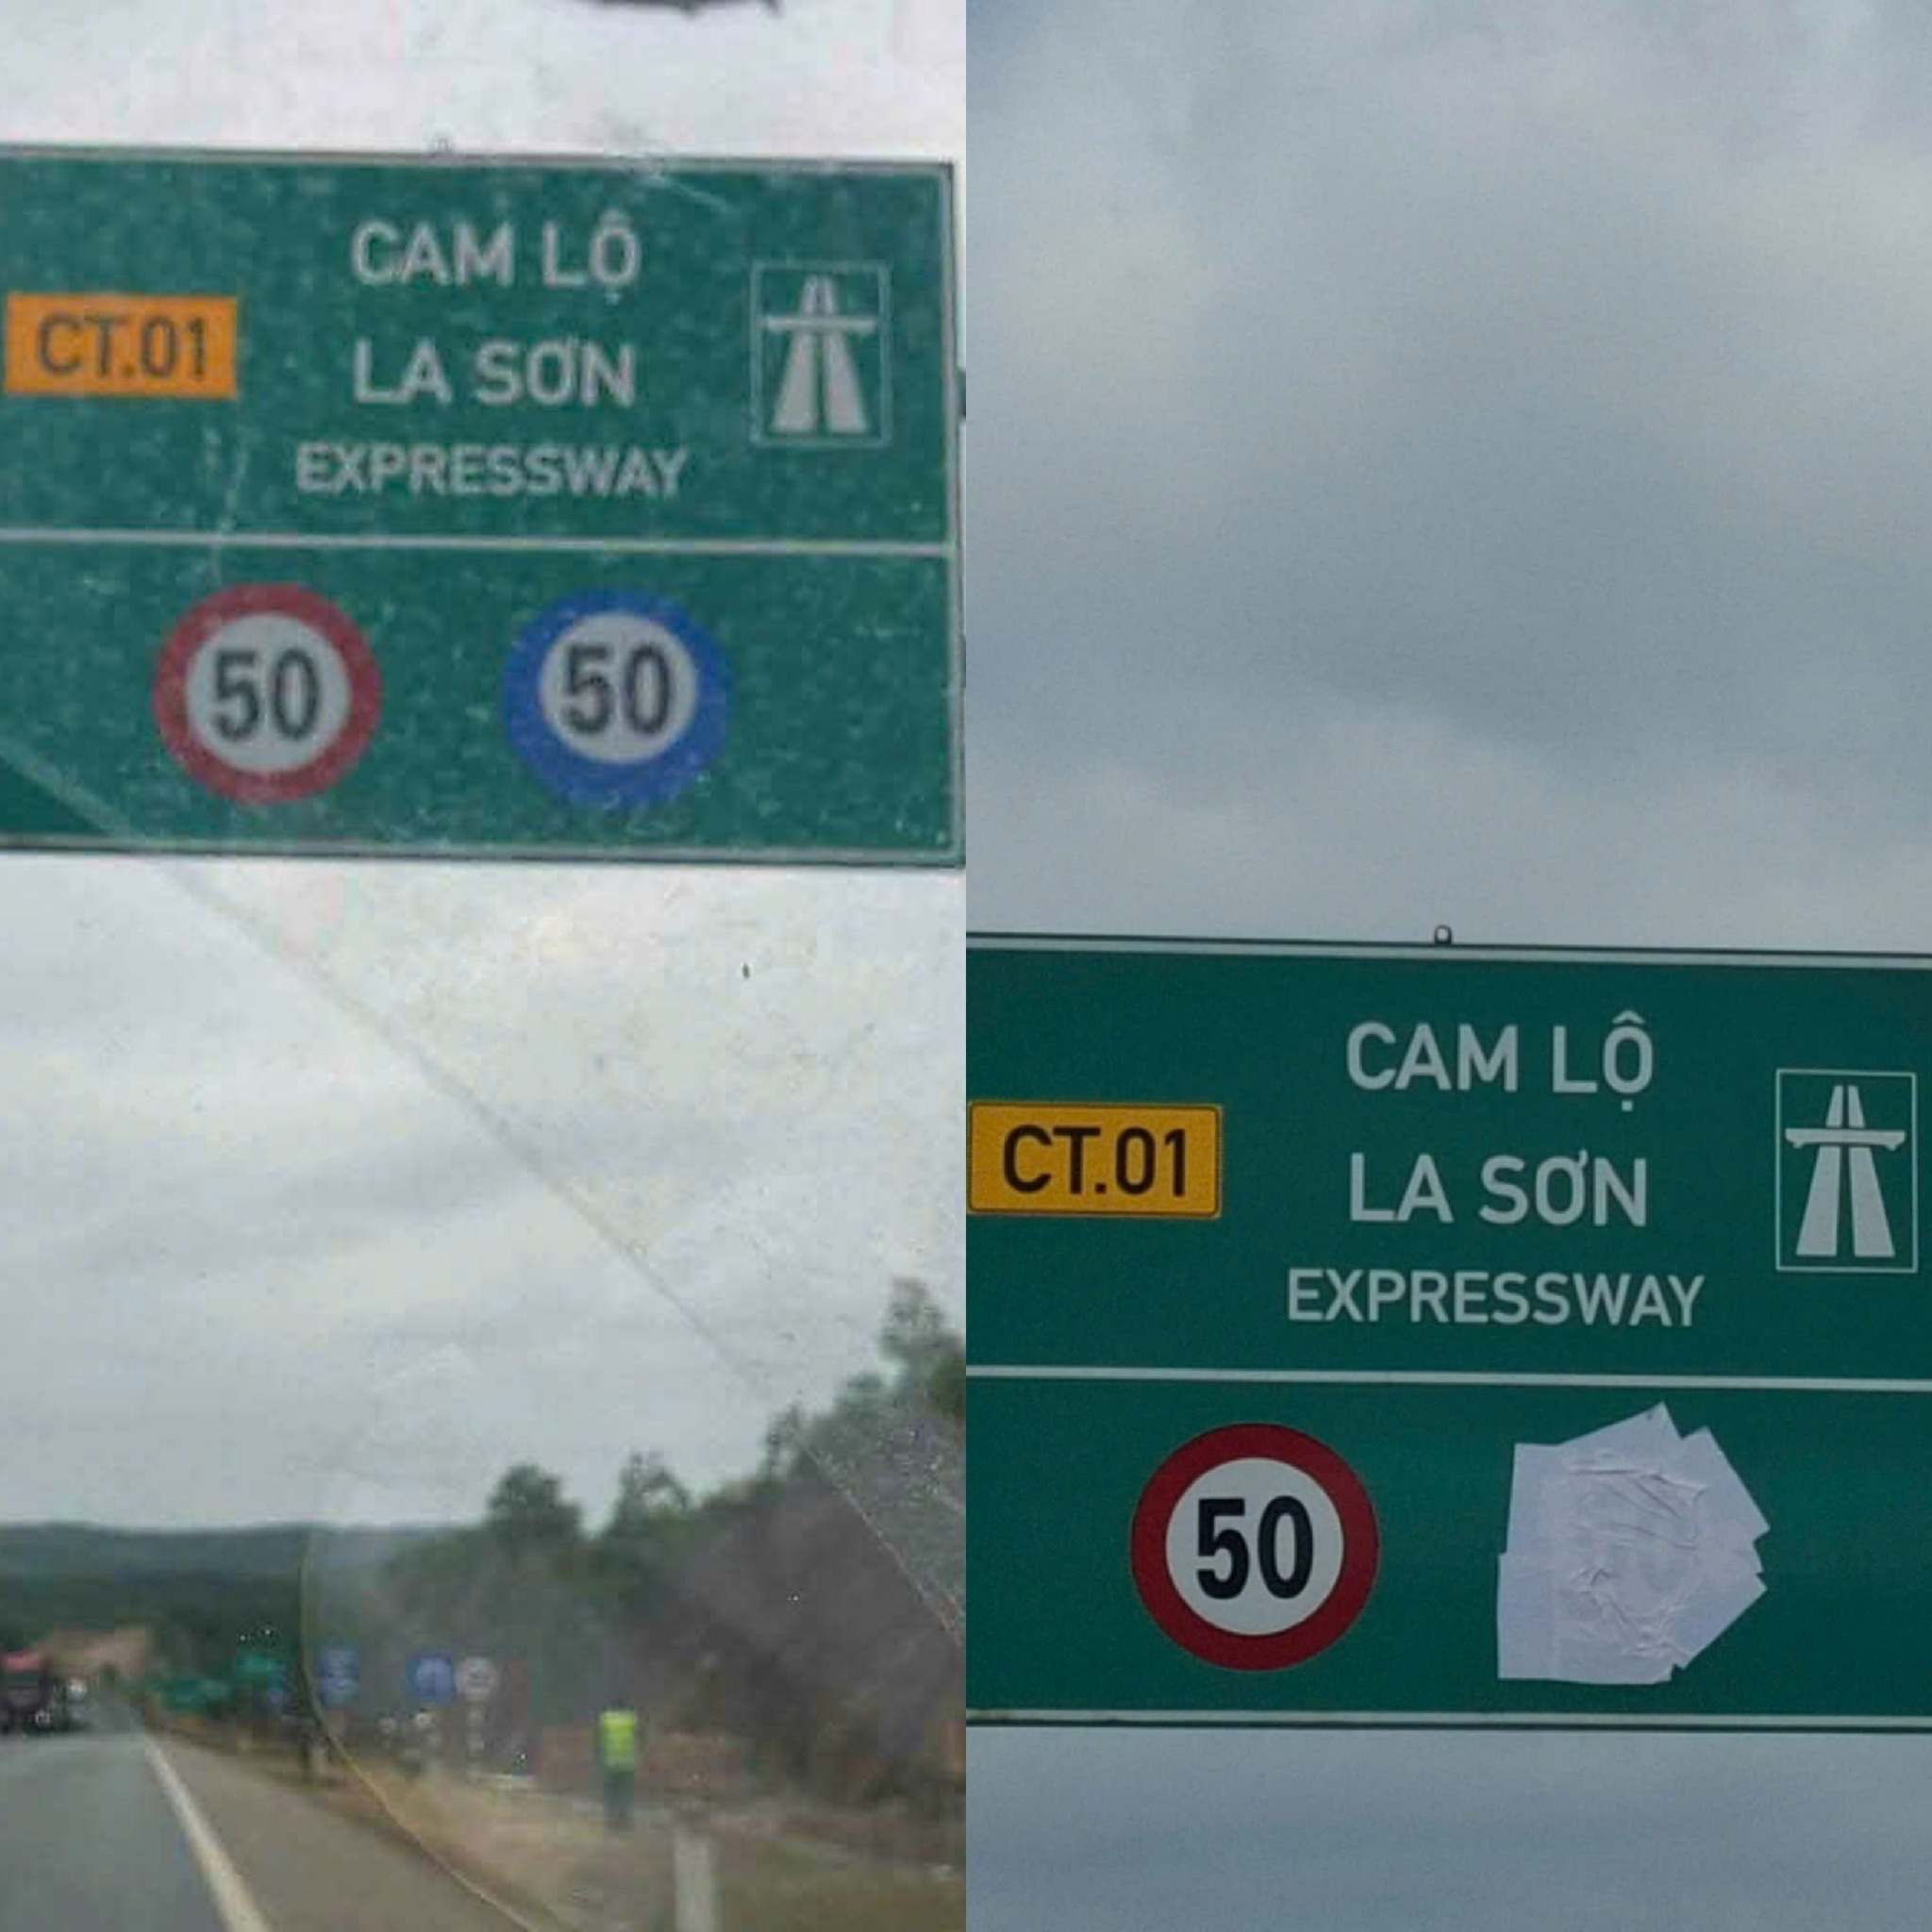 CAM LỘ
CT.01
LA SƠN
EXPRESSWAY
50 50
CAM LỘ
CT.01
LA SƠN
EXPRESSWAY
50